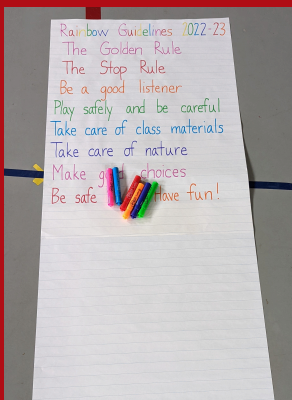 Rainbow Guidelines 2022-23
The Golden Rule
The Stop Rule
Be a good listener
Play safely and be careful
Take care of class materials
Take care of nature
Make good choices
Be safe Have fun!